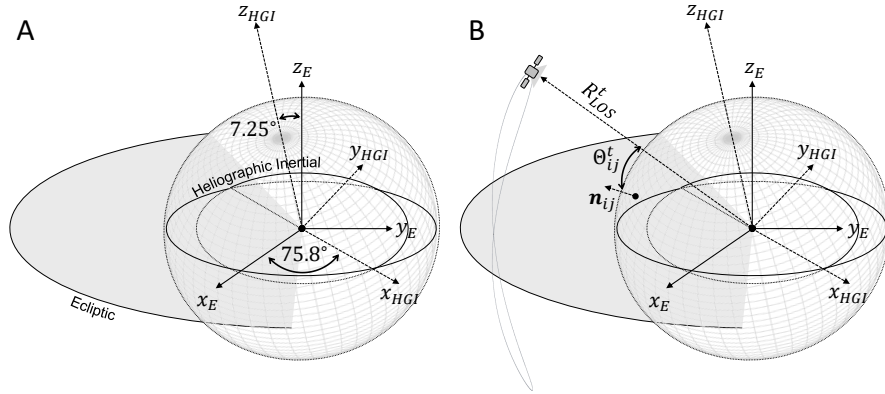 A
z_HGI
z_E
7.25°
Heliographic Inertial
y_HGI
y_E
75.8°
x_E
x_HGI
Ecliptic
B
z_HGI
z_E
R^t_LOS
Θ^t_ij
y_HGI
n_ij
y_E
x_E
x_HGI